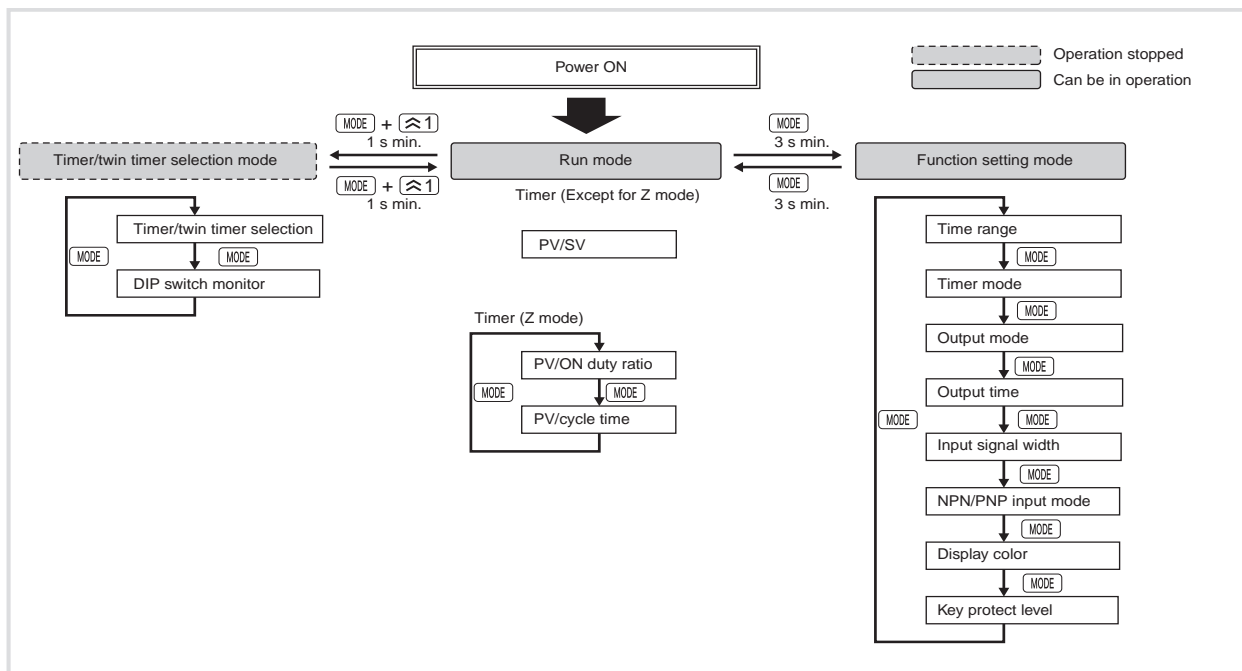 Power ON
Operation stopped
Can be in operation
MODE + ≪1
1 s min.
MODE
3 s min.
Timer/twin timer selection mode
Run mode
Function setting mode
MODE + ≪1
1 s min.
MODE
3 s min.
Timer/twin timer selection
MODE
MODE
DIP switch monitor
Timer (Except for Z mode)
PV/SV
Timer (Z mode)
PV/ON duty ratio
MODE
MODE
PV/cycle time
Time range
MODE
Timer mode
MODE
Output mode
MODE
Output time
MODE
MODE
Input signal width
MODE
NPN/PNP input mode
MODE
Display color
MODE
Key protect level